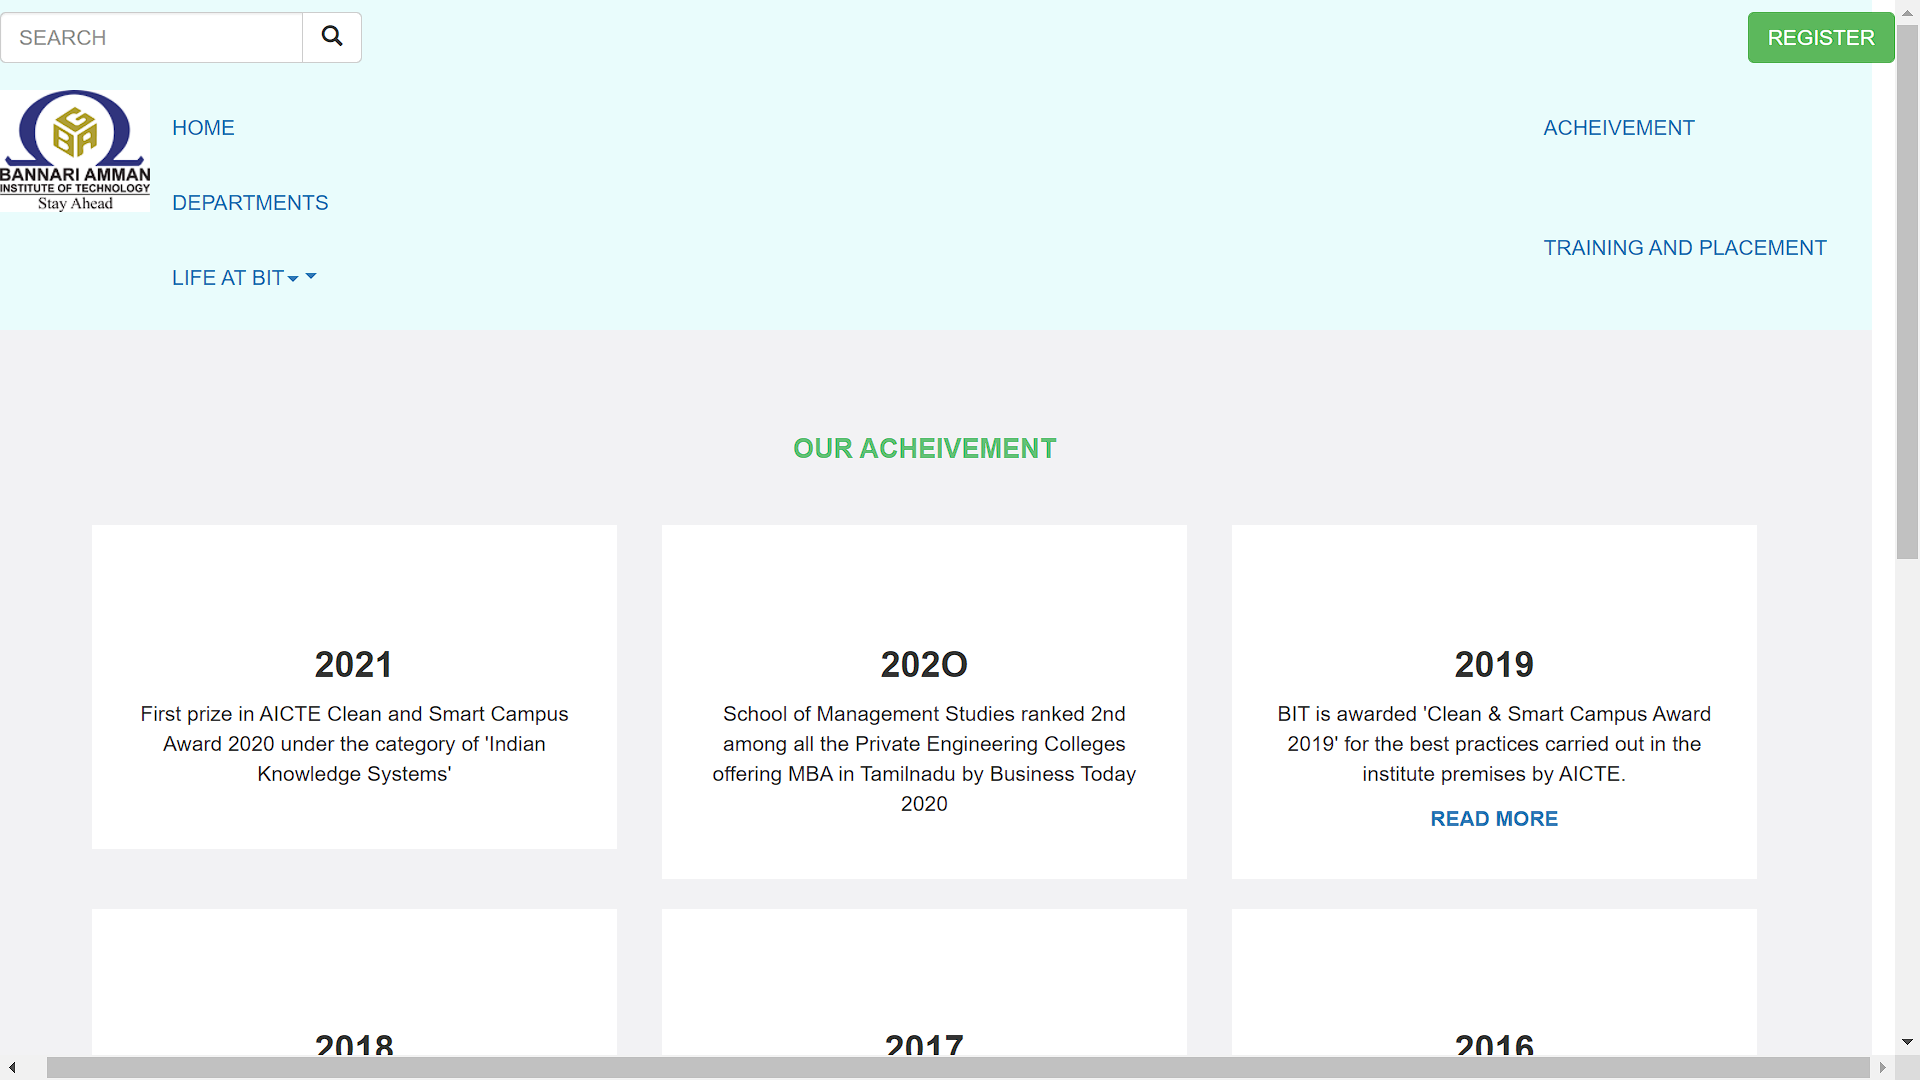 SEARCH
REGISTER
GBA
BANNARI AMMAN
INSTITUTE OF TECHNOLOGY
Stay Ahead
HOME
DEPARTMENTS
LIFE AT BIT
ACHEIVEMENT
TRAINING AND PLACEMENT
OUR ACHEIVEMENT
2021
First prize in AICTE Clean and Smart Campus
Award 2020 under the category of 'Indian
Knowledge Systems'
202O
School of Management Studies ranked 2nd
among all the Private Engineering Colleges
offering MBA in Tamilnadu by Business Today
2020
2019
BIT is awarded 'Clean & Smart Campus Award
2019' for the best practices carried out in the
institute premises by AICTE.
READ MORE
2018
2017
2016